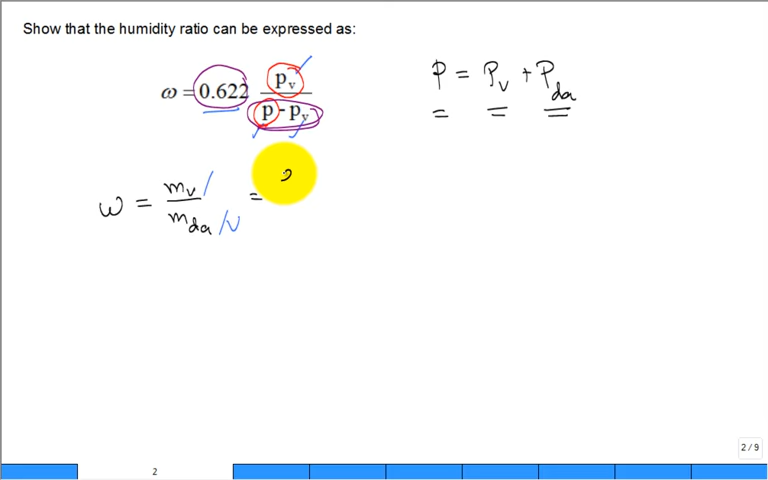 Show that the humidity ratio can be expressed as:
ω = 0.622 p_v / (p - p_v)
P = P_v + P_da
ω = m_v / / m_da /V =
2 / 9
2